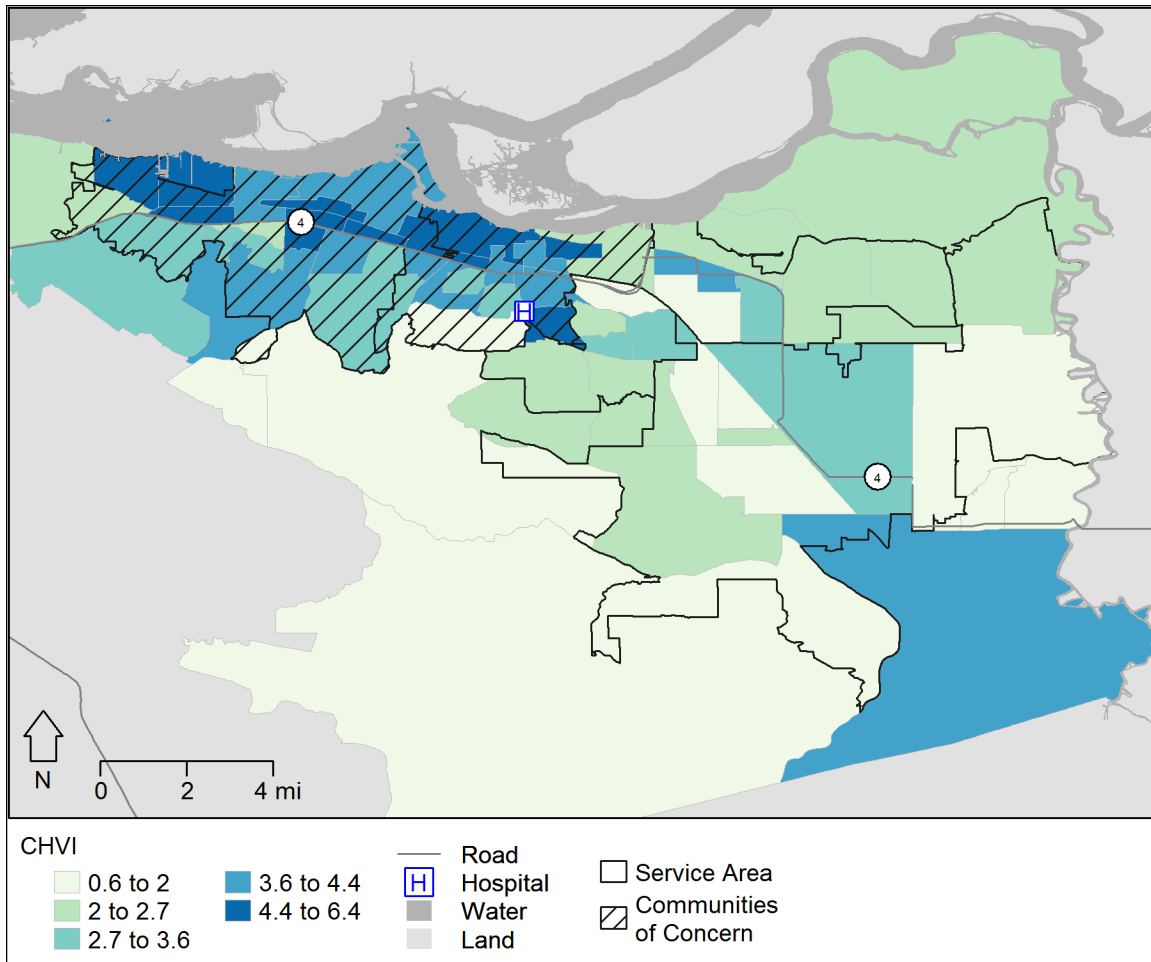 4
H
4
N
0 2 4 mi
CHVI
0.6 to 2
2 to 2.7
2.7 to 3.6
3.6 to 4.4
4.4 to 6.4
Road
H Hospital
Water
Land
Service Area
Communities
of Concern